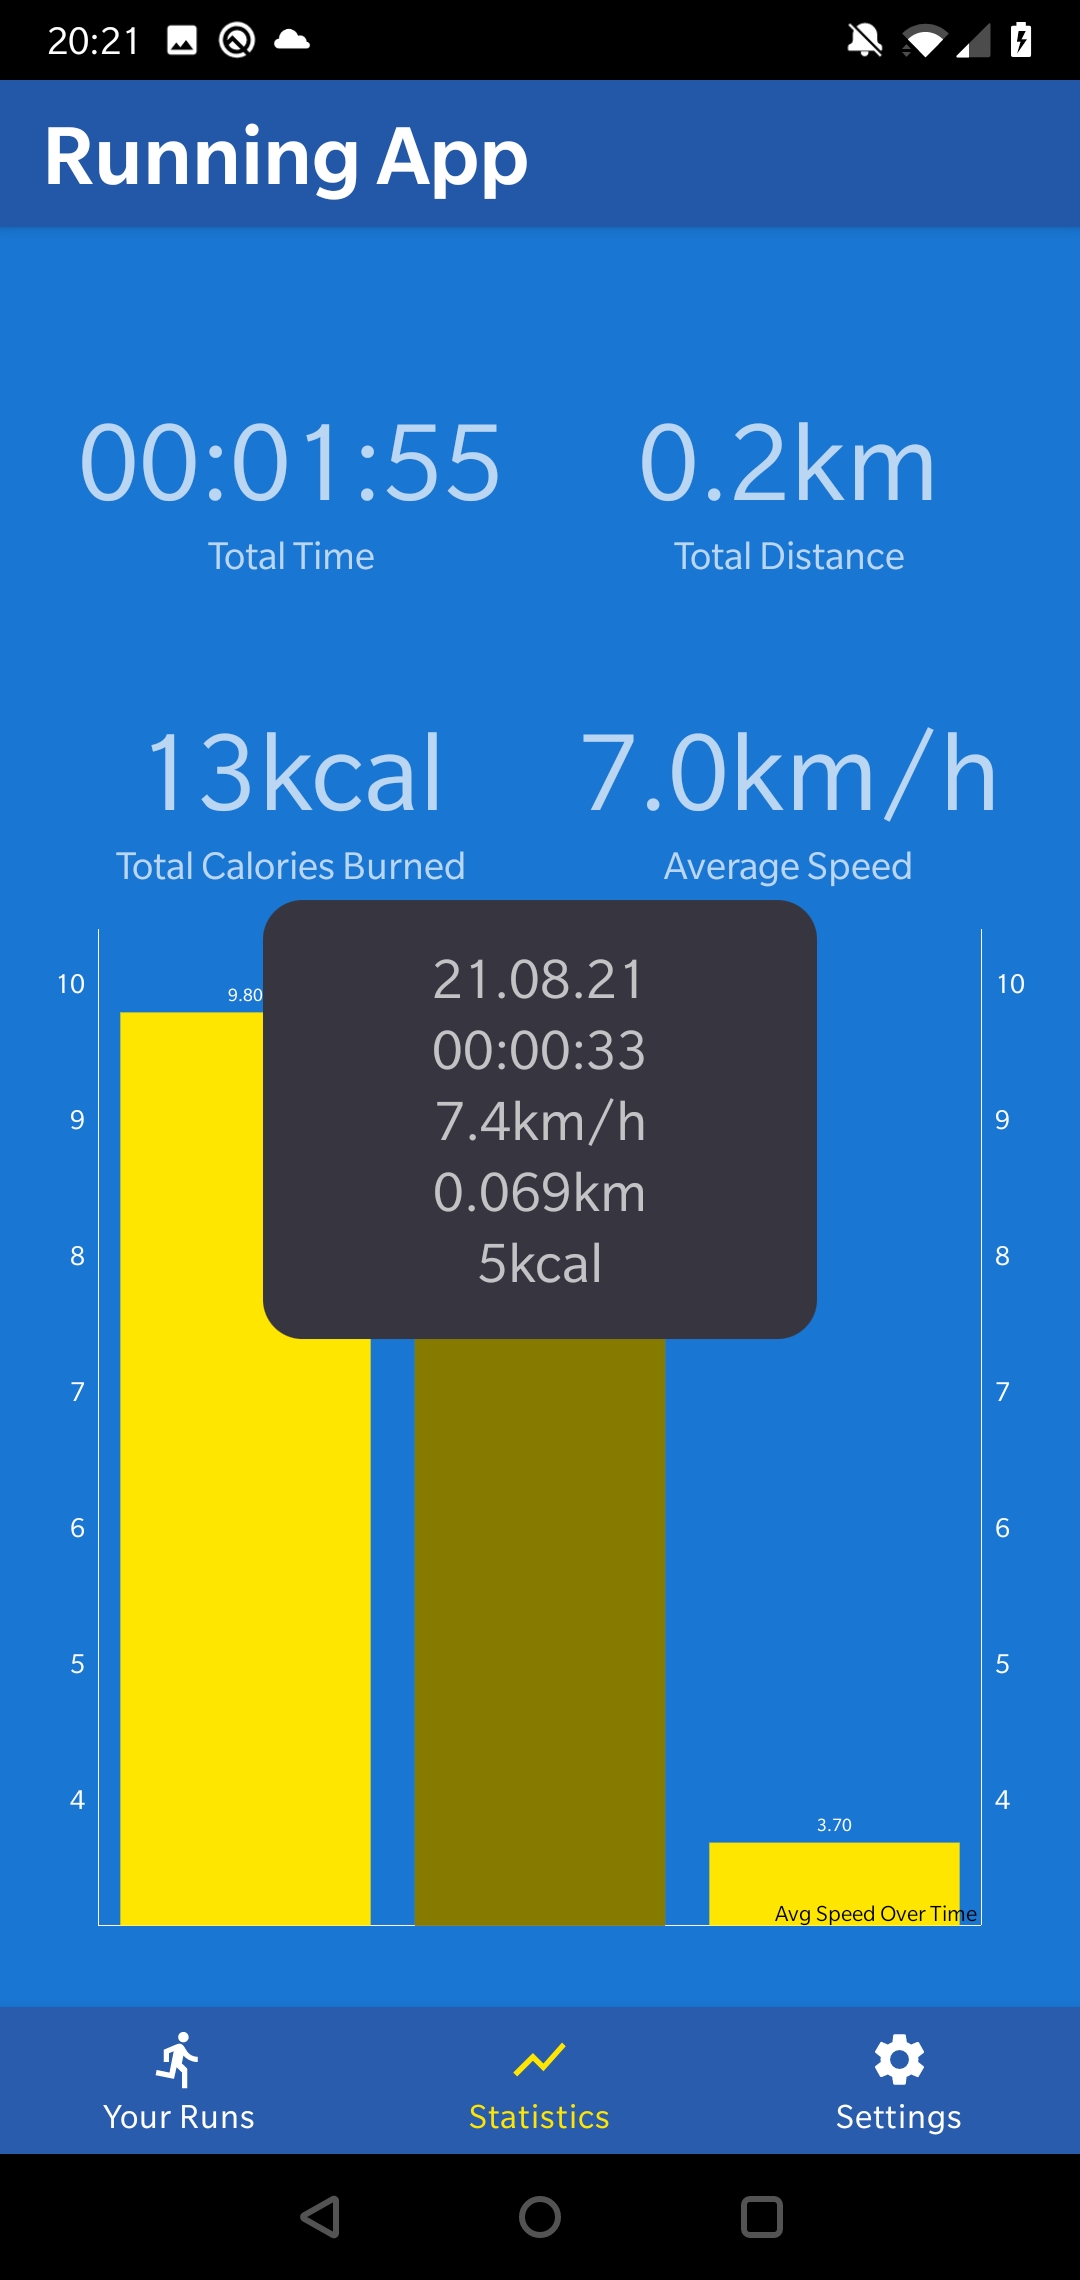 20:21
Running App
00:01:55
0.2km
Total Time
Total Distance
13kcal
7.0km/h
Total Calories Burned
Average Speed
21.08.21
00:00:33
7.4km/h
0.069km
5kcal
10
9.80
10
9
9
8
8
7
7
6
6
5
5
4
4
3.70
Avg Speed Over Time
Your Runs
Statistics
Settings